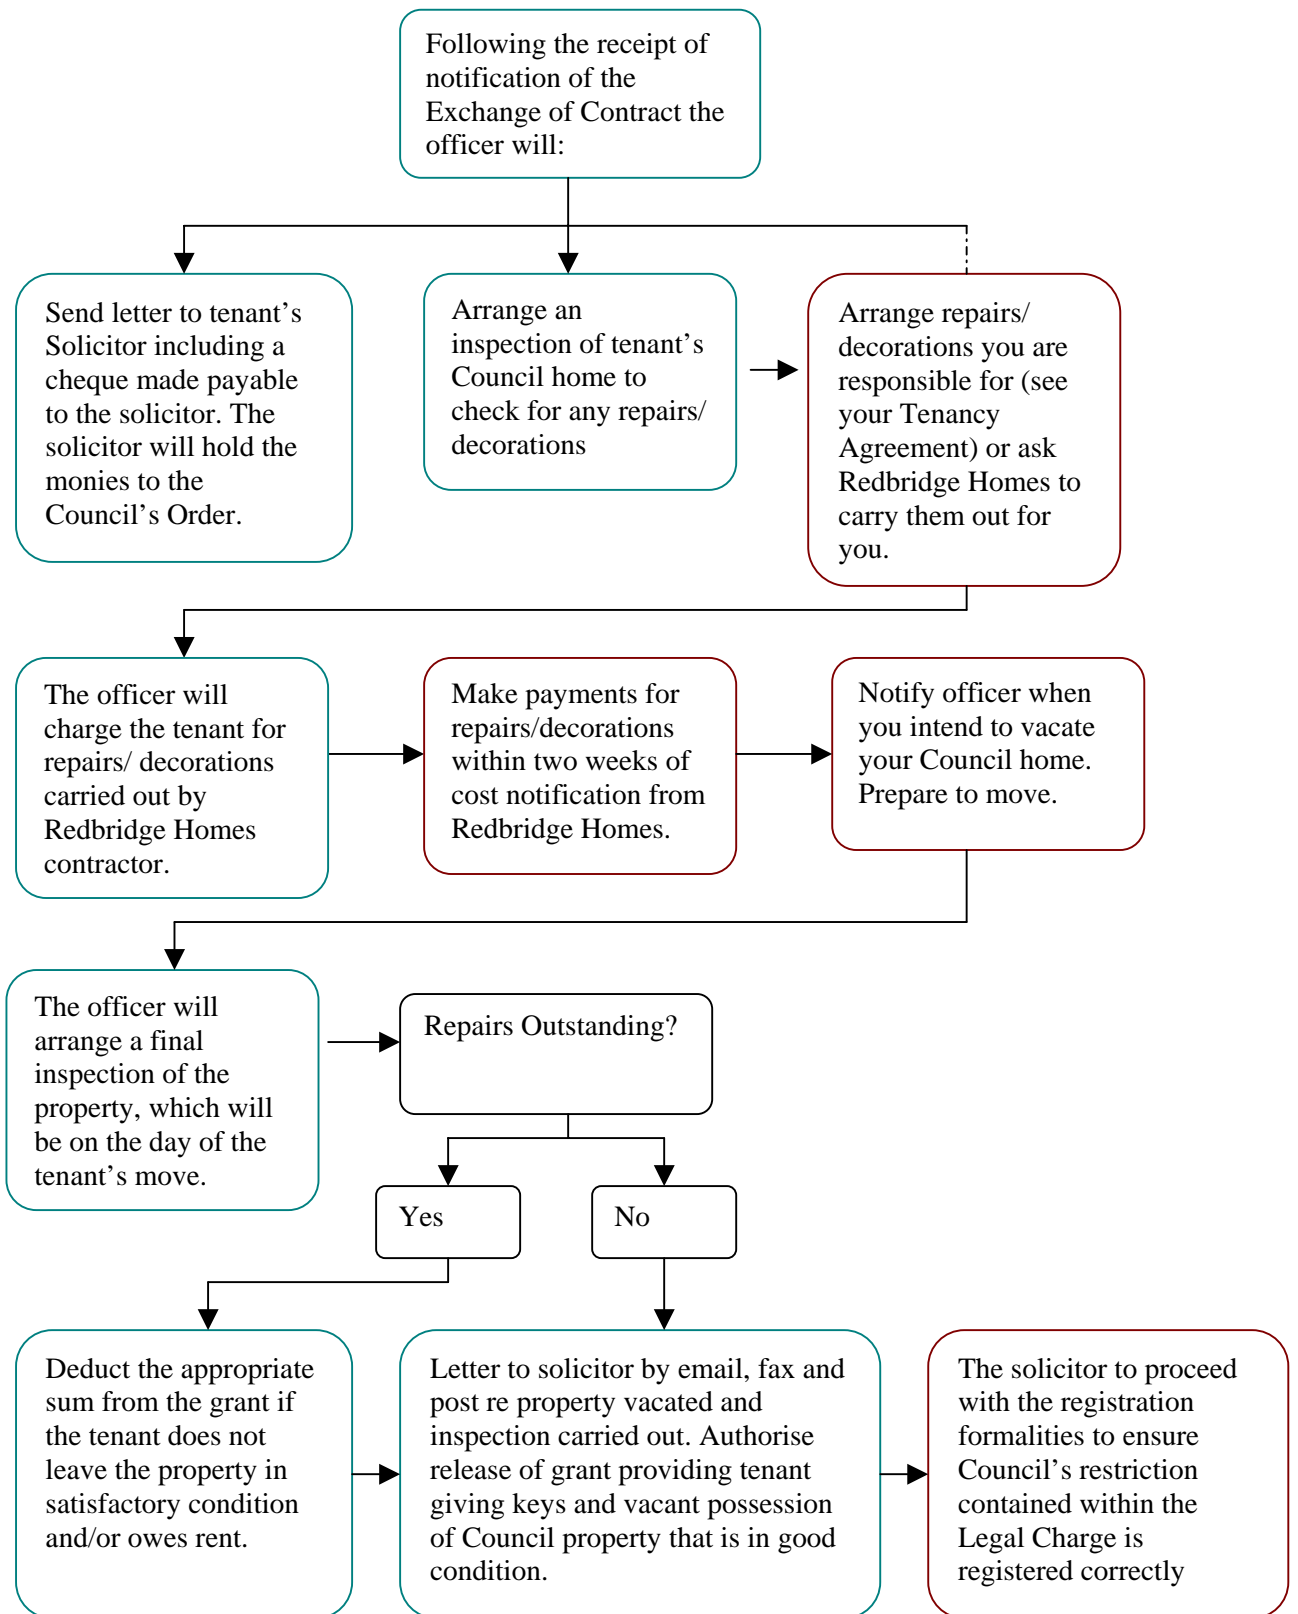 Following the receipt of
notification of the
Exchange of Contract the
officer will:
Send letter to tenant’s
Solicitor including a
cheque made payable
to the solicitor. The
solicitor will hold the
monies to the
Council’s Order.
Arrange an
inspection of tenant’s
Council home to
check for any repairs/
decorations
Arrange repairs/
decorations you are
responsible for (see
your Tenancy
Agreement) or ask
Redbridge Homes to
carry them out for
you.
The officer will
charge the tenant for
repairs/ decorations
carried out by
Redbridge Homes
contractor.
Make payments for
repairs/decorations
within two weeks of
cost notification from
Redbridge Homes.
Notify officer when
you intend to vacate
your Council home.
Prepare to move.
The officer will
arrange a final
inspection of the
property, which will
be on the day of the
tenant’s move.
Repairs Outstanding?
Yes
No
Deduct the appropriate
sum from the grant if
the tenant does not
leave the property in
satisfactory condition
and/or owes rent.
Letter to solicitor by email, fax and
post re property vacated and
inspection carried out. Authorise
release of grant providing tenant
giving keys and vacant possession
of Council property that is in good
condition.
The solicitor to proceed
with the registration
formalities to ensure
Council’s restriction
contained within the
Legal Charge is
registered correctly